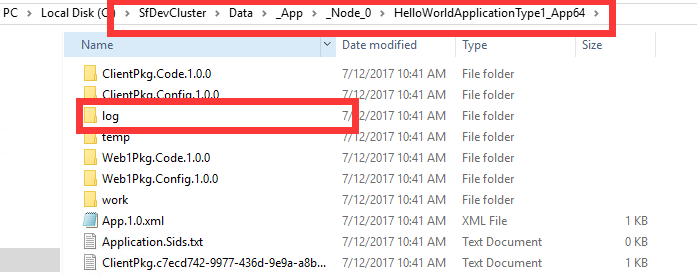 PC > Local Disk (C:) > SfDevCluster > Data > _App > _Node_0 > HelloWorldApplicationType1_App64 >
Name Date modified Type Size
ClientPkg.Code.1.0.0 7/12/2017 10:41 AM File folder
ClientPkg.Config.1.0.0 7/12/2017 10:41 AM File folder
log 7/12/2017 10:41 AM File folder
temp 7/12/2017 10:41 AM File folder
Web1Pkg.Code.1.0.0 7/12/2017 10:41 AM File folder
Web1Pkg.Config.1.0.0 7/12/2017 10:41 AM File folder
work 7/12/2017 10:41 AM File folder
App.1.0.xml 7/12/2017 10:41 AM XML File 1 KB
Application.Sids.txt 7/12/2017 10:41 AM Text Document 0 KB
ClientPkg.c7ecd742-9977-436d-9e9a-a8b... 7/12/2017 10:41 AM Text Document 1 KB